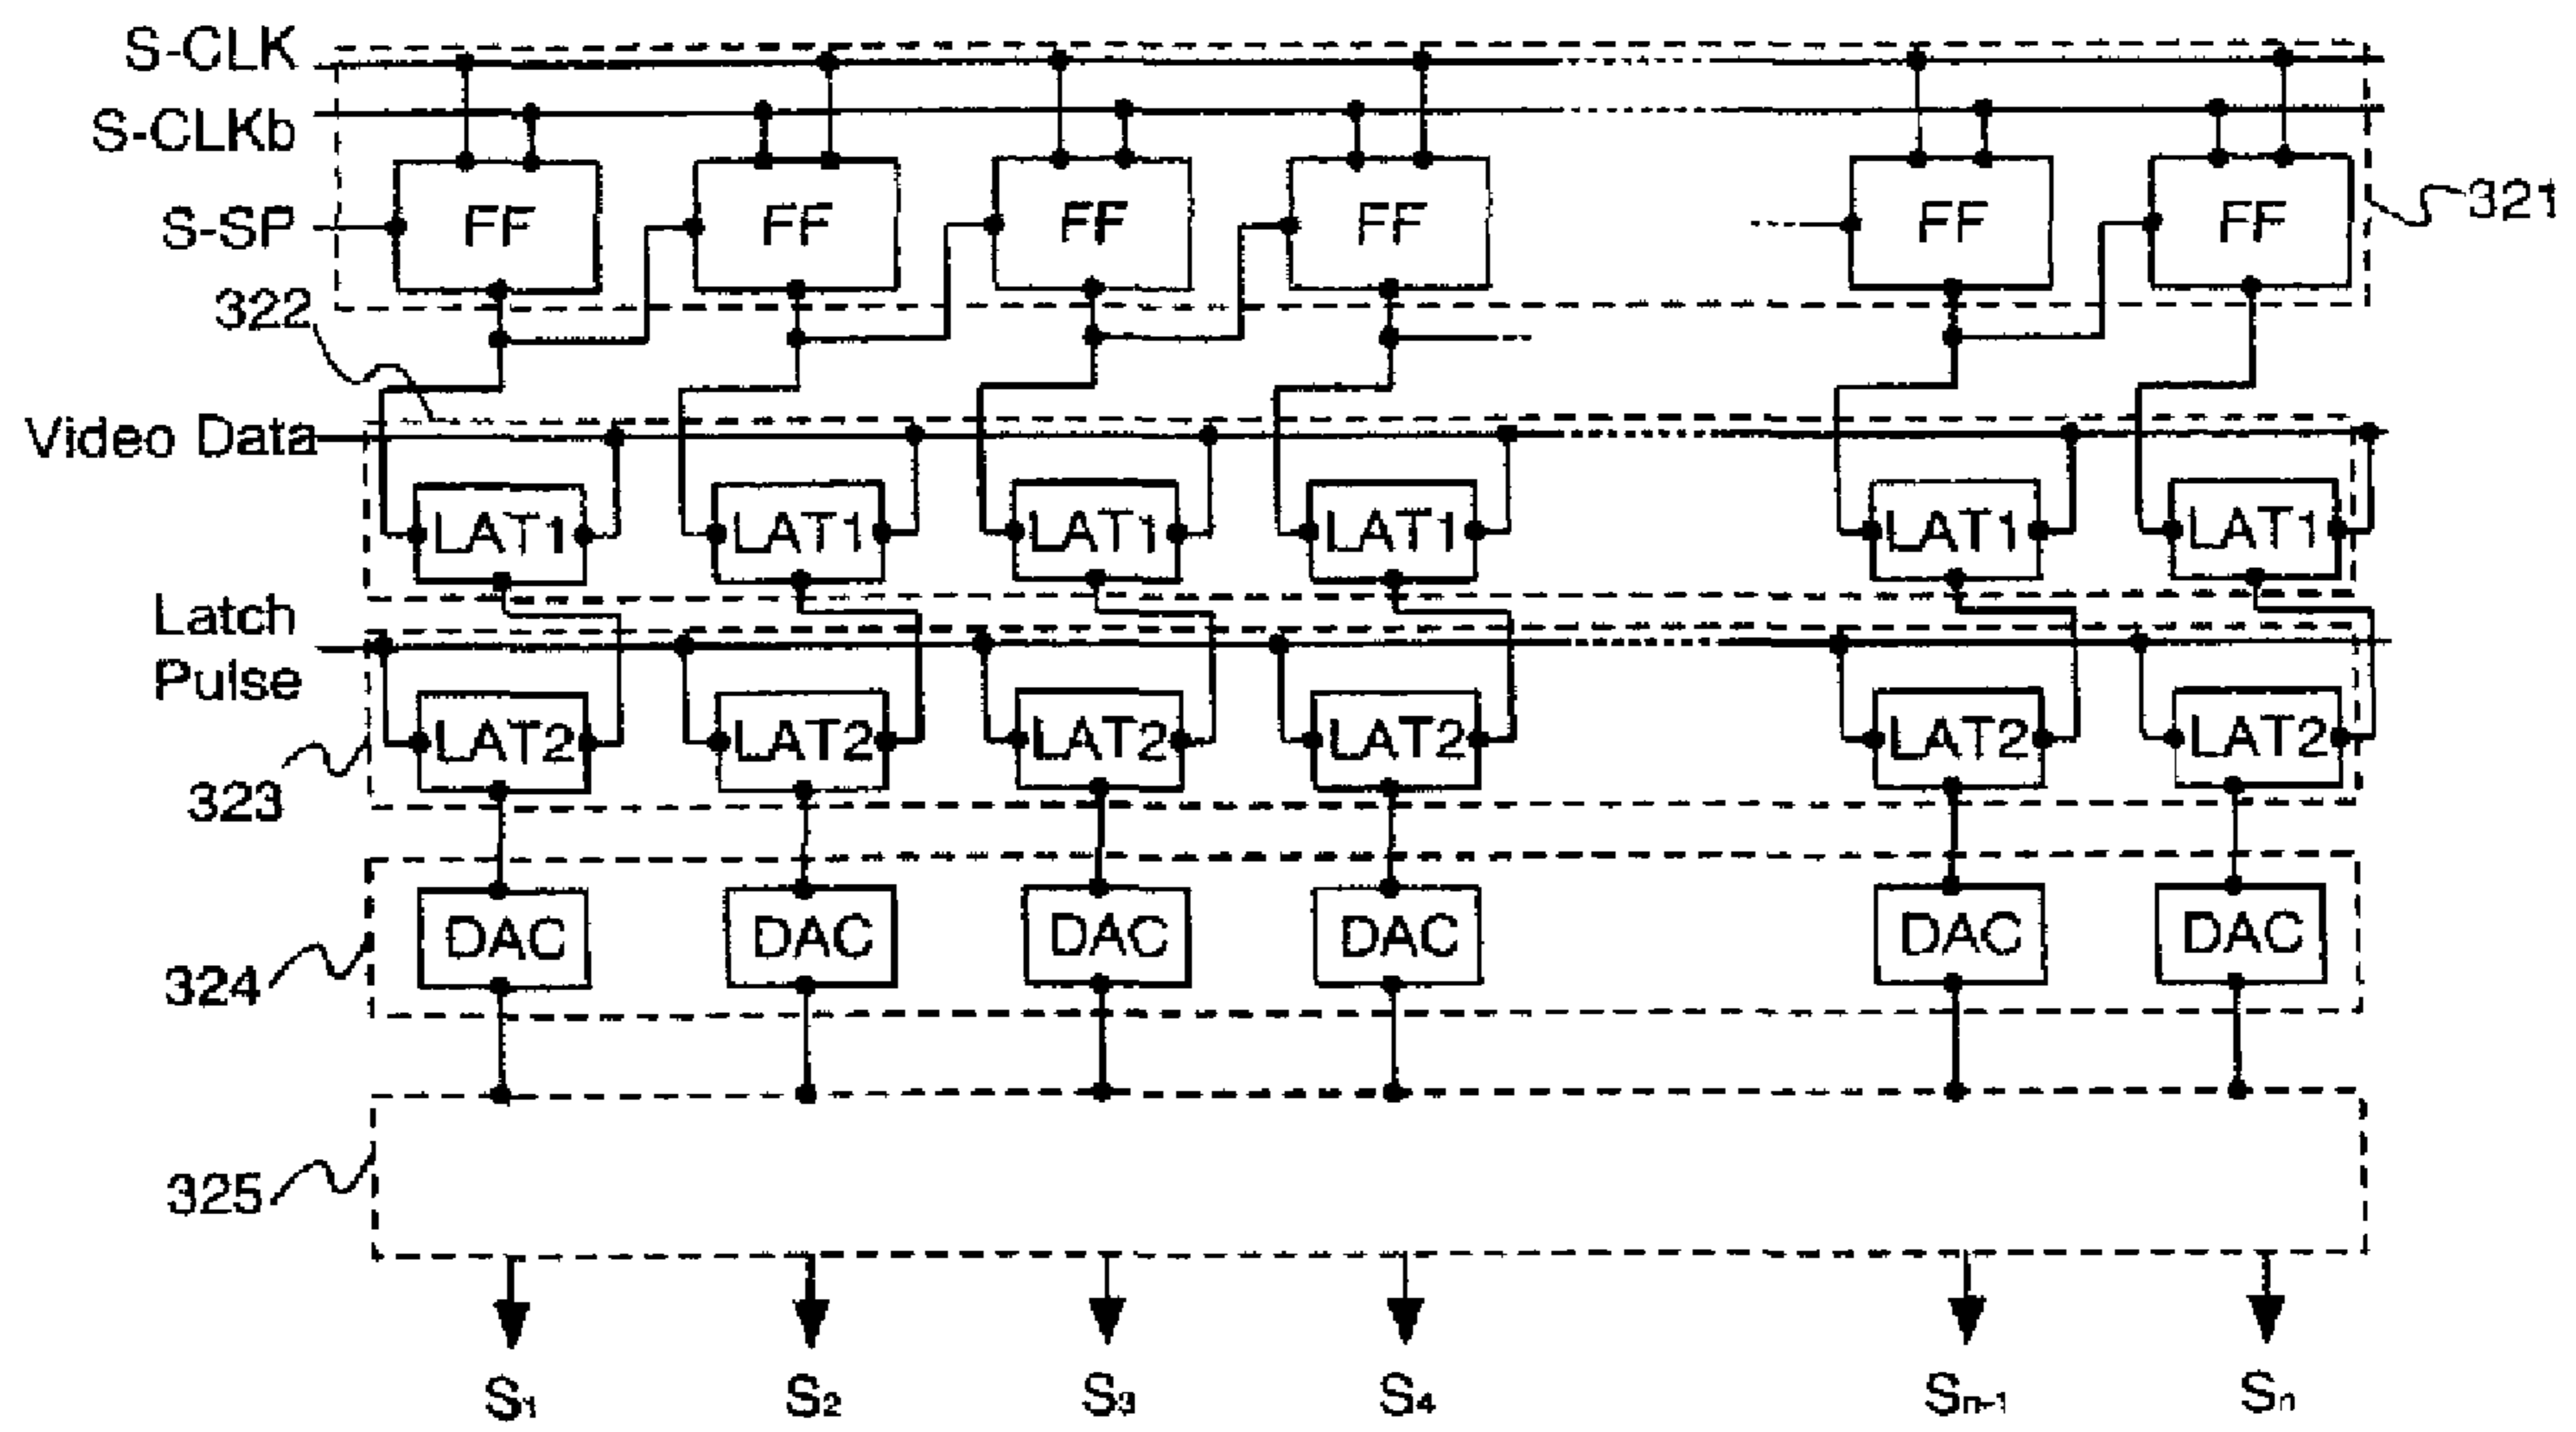 S-CLK
S-CLKb
S-SP
FF FF FF FF FF FF
321
322
Video Data
LAT1 LAT1 LAT1 LAT1 LAT1 LAT1
Latch
Pulse
LAT2 LAT2 LAT2 LAT2 LAT2 LAT2
323
DAC DAC DAC DAC DAC DAC
324
325
S1 S2 S3 S4 Sn-1 Sn